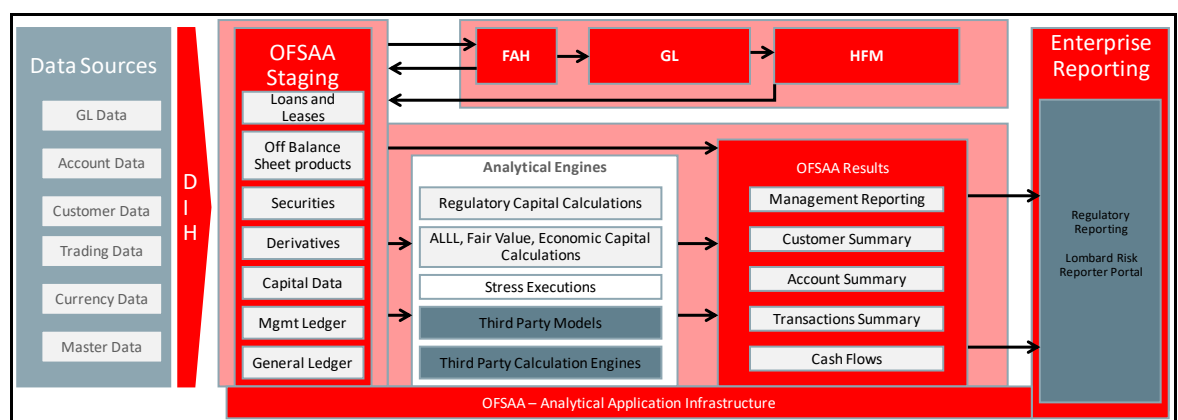 Data Sources
GL Data
Account Data
Customer Data
Trading Data
Currency Data
Master Data
D
I
H
OFSAA
Staging
Loans and
Leases
Off Balance
Sheet products
Securities
Derivatives
Capital Data
Mgmt Ledger
General Ledger
FAH
GL
HFM
Analytical Engines
Regulatory Capital Calculations
ALLL, Fair Value, Economic Capital
Calculations
Stress Executions
Third Party Models
Third Party Calculation Engines
OFSAA Results
Management Reporting
Customer Summary
Account Summary
Transactions Summary
Cash Flows
Enterprise
Reporting
Regulatory
Reporting
Lombard Risk
Reporter Portal
OFSAA – Analytical Application Infrastructure